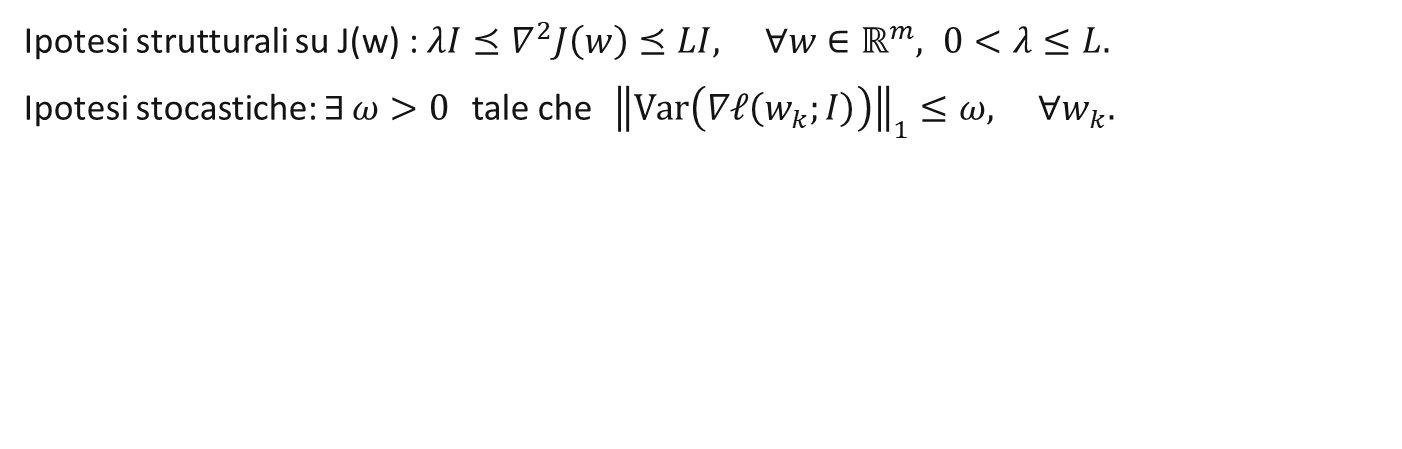 Ipotesi strutturali su J(w) : λI ⪯ ∇²J(w) ⪯ LI, ∀w ∈ ℝᵐ, 0 < λ ≤ L.
Ipotesi stocastiche: ∃ ω > 0 tale che ‖Var(∇ℓ(wₖ; I))‖₁ ≤ ω, ∀wₖ.